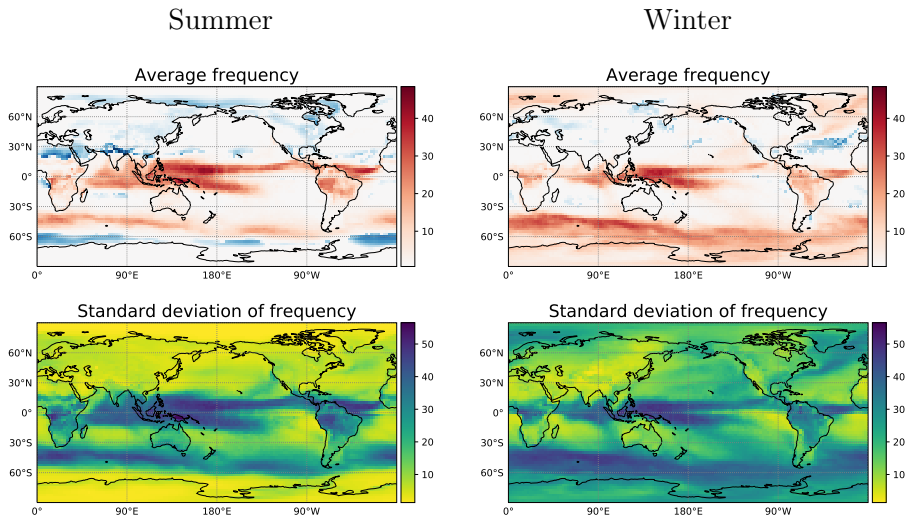 Summer Winter
Average frequency Average frequency
60°N 60°N
30°N 30°N
0° 0°
30°S 30°S
60°S 60°S
0° 90°E 180°E 90°W 0° 90°E 180°E 90°W
40 40
30 30
20 20
10 10
Standard deviation of frequency Standard deviation of frequency
60°N 60°N
30°N 30°N
0° 0°
30°S 30°S
60°S 60°S
0° 90°E 180°E 90°W 0° 90°E 180°E 90°W
50 50
40 40
30 30
20 20
10 10